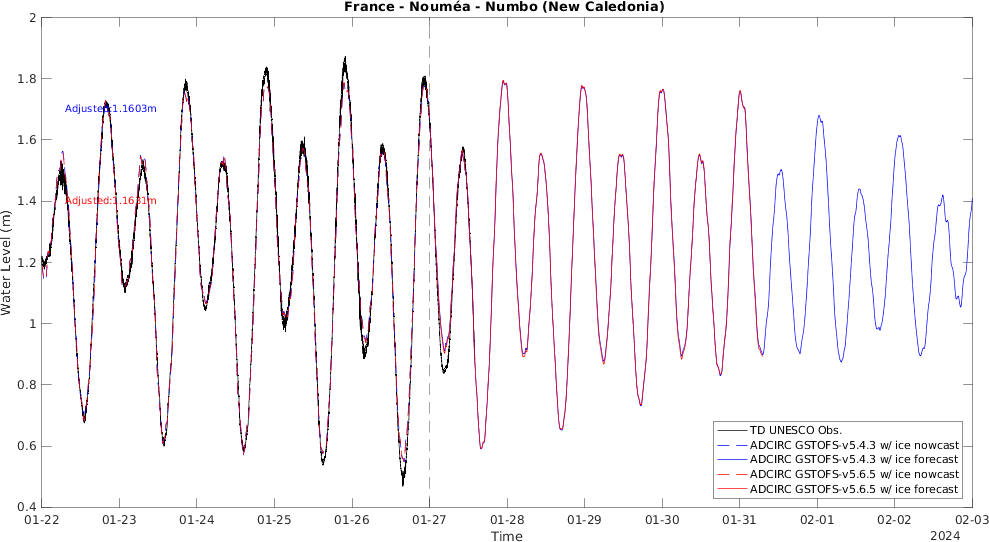 France - Nouméa - Numbo (New Caledonia)
2
1.8
1.6
1.4
1.2
1
0.8
0.6
0.4
Water Level (m)
Adjusted:1.1603m
Adjusted:1.1631m
TD UNESCO Obs.
ADCIRC GSTOFS-v5.4.3 w/ ice nowcast
ADCIRC GSTOFS-v5.4.3 w/ ice forecast
ADCIRC GSTOFS-v5.6.5 w/ ice nowcast
ADCIRC GSTOFS-v5.6.5 w/ ice forecast
01-22 01-23 01-24 01-25 01-26 01-27 01-28 01-29 01-30 01-31 02-01 02-02 02-03
Time
2024